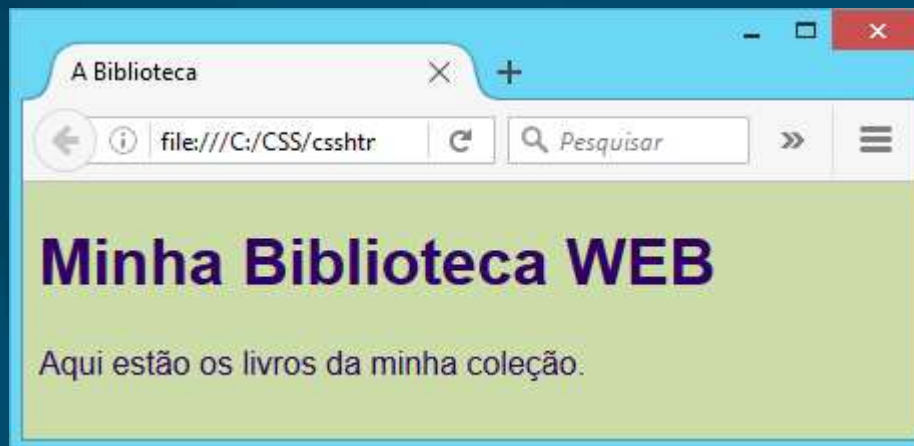 A Biblioteca
file:///C:/CSS/csshtr
Pesquisar
Minha Biblioteca WEB
Aqui estão os livros da minha coleção.